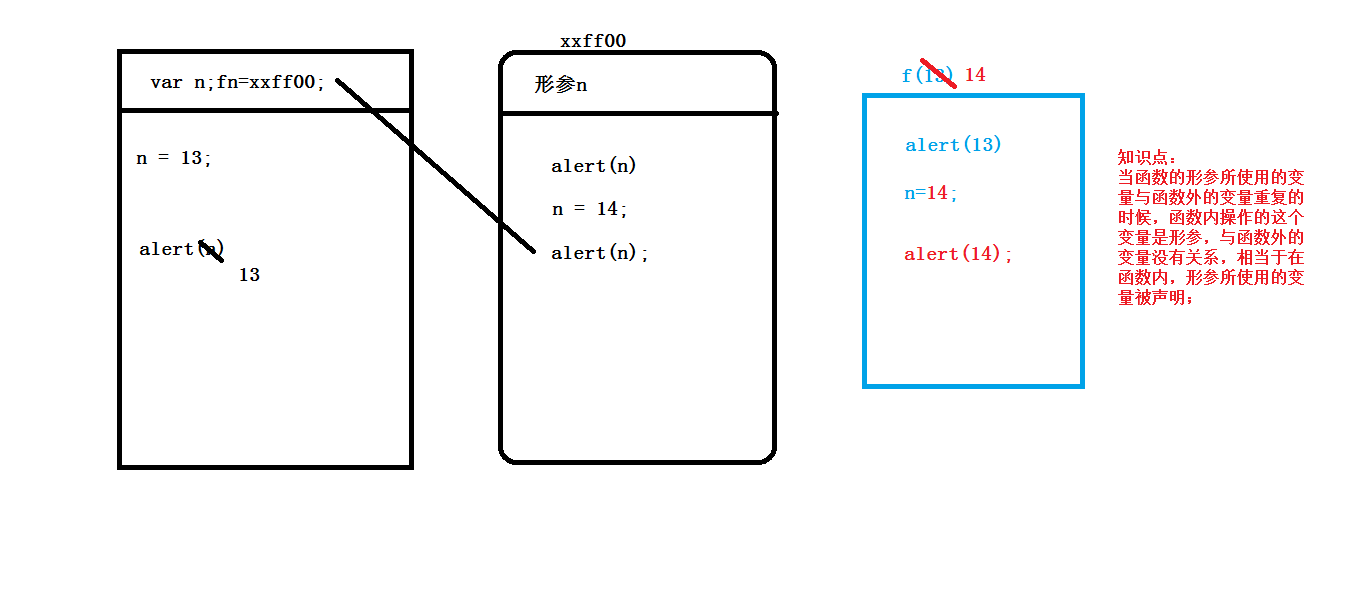 var n;fn=xxff00;
n = 13;
alert(n)
13
xxff00
形参n
alert(n)
n = 14;
alert(n);
f(13) 14
alert(13)
n=14;
alert(14);
知识点:
当函数的形参所使用的变
量与函数外的变量重复的
时候，函数内操作的这个
变量是形参，与函数外的
变量没有关系，相当于在
函数内，形参所使用的变
量被声明；